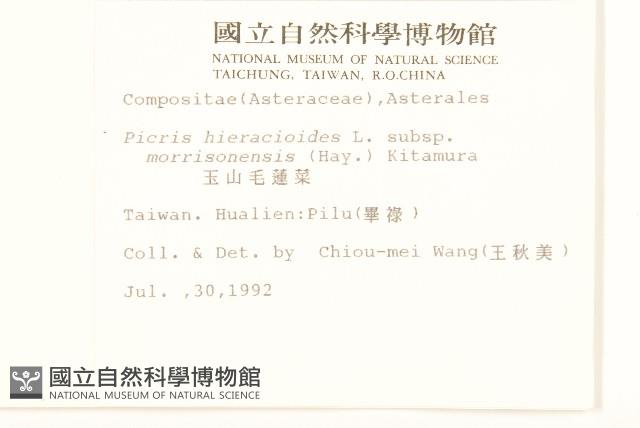 國立自然科學博物館
NATIONAL MUSEUM OF NATURAL SCIENCE
TAICHUNG, TAIWAN, R.O.CHINA
Compositae(Asteraceae),Asterales
Picris hieracioides L. subsp.
morrisonensis (Hay.) Kitamura
玉山毛蓮菜
Taiwan. Hualien:Pilu(畢祿)
Coll. & Det. by Chiou-mei Wang(王秋美)
Jul. ,30,1992
國立自然科學博物館
NATIONAL MUSEUM OF NATURAL SCIENCE